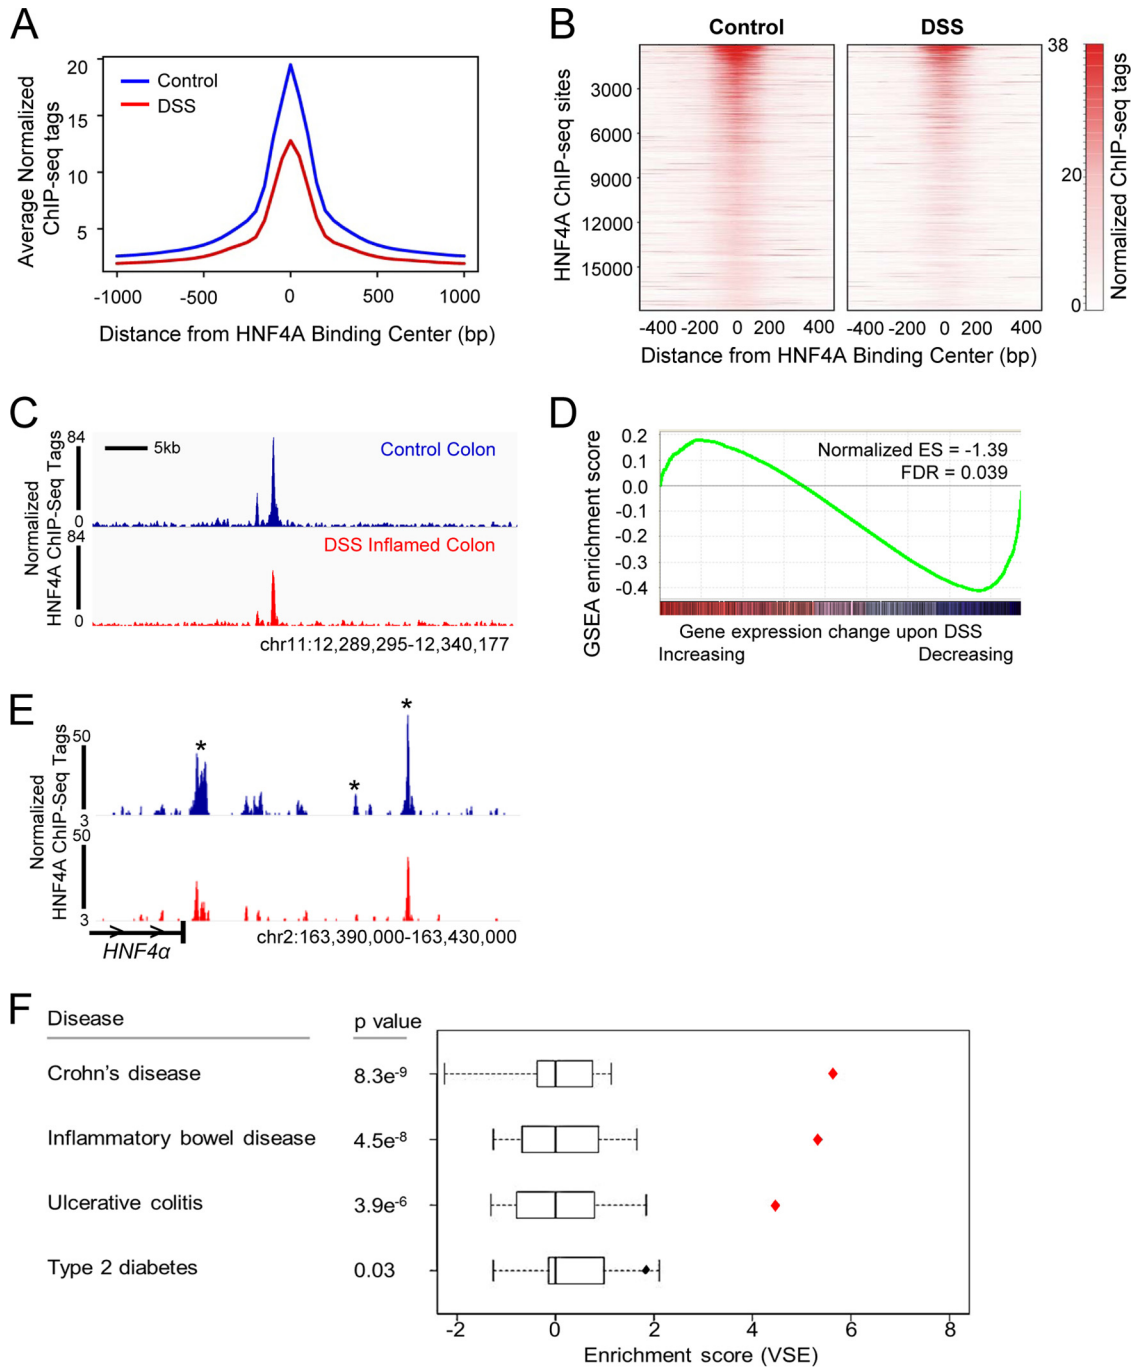 A
Average Normalized
ChIP-seq tags
20
15
10
5
Control
DSS
-1000 -500 0 500 1000
Distance from HNF4A Binding Center (bp)
B
Control DSS
HNF4A ChIP-seq sites
3000
6000
9000
12000
15000
-400 -200 0 200 400 -400 -200 0 200 400
Distance from HNF4A Binding Center (bp)
38
20
0
Normalized ChIP-seq tags
C
Normalized
HNF4A ChIP-Seq Tags
84
0
84
0
5kb
Control Colon
DSS Inflamed Colon
chr11:12,289,295-12,340,177
D
GSEA enrichment score
0.2
0.1
0.0
-0.1
-0.2
-0.3
-0.4
Normalized ES = -1.39
FDR = 0.039
Gene expression change upon DSS
Increasing Decreasing
E
Normalized
HNF4A ChIP-Seq Tags
50
3
50
3
* * *
HNF4α
chr2:163,390,000-163,430,000
F
Disease p value
Crohn's disease 8.3e-9
Inflammatory bowel disease 4.5e-8
Ulcerative colitis 3.9e-6
Type 2 diabetes 0.03
-2 0 2 4 6 8
Enrichment score (VSE)